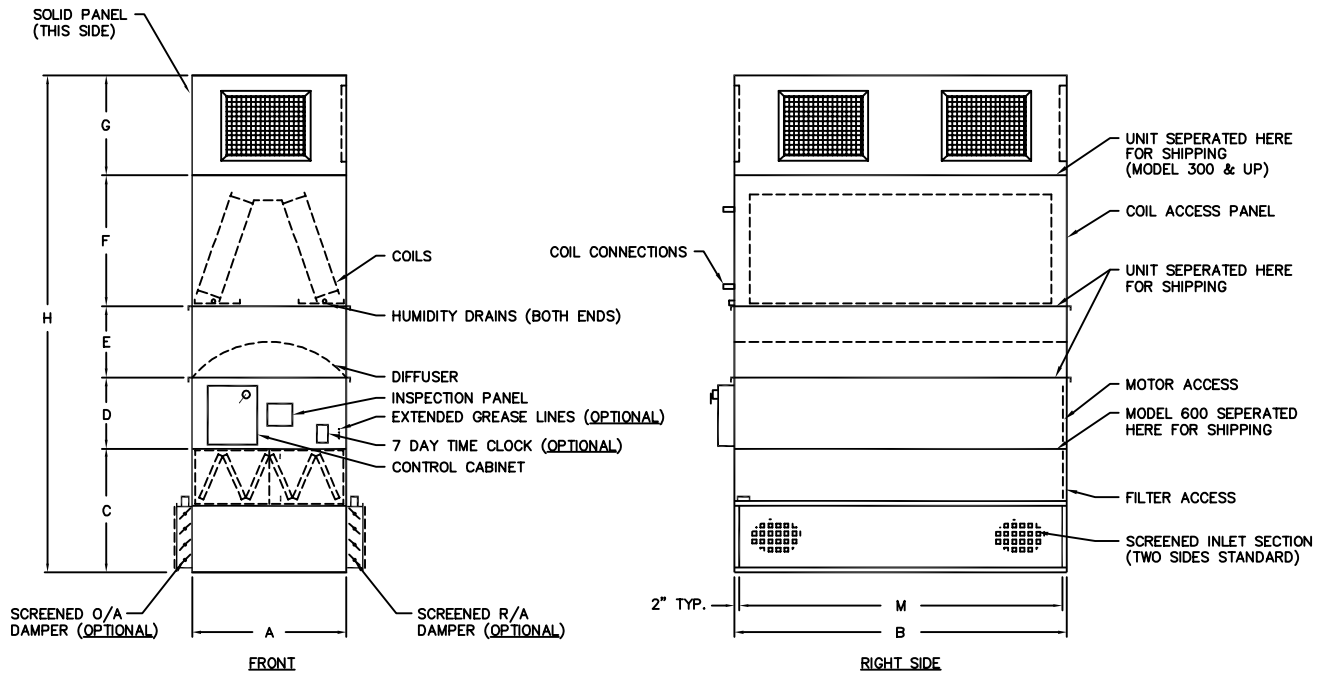 SOLID PANEL
(THIS SIDE)
G
F
H
E
D
C
COILS
HUMIDITY DRAINS (BOTH ENDS)
DIFFUSER
INSPECTION PANEL
EXTENDED GREASE LINES (OPTIONAL)
7 DAY TIME CLOCK (OPTIONAL)
CONTROL CABINET
SCREENED O/A
DAMPER (OPTIONAL)
A
SCREENED R/A
DAMPER (OPTIONAL)
FRONT
UNIT SEPERATED HERE
FOR SHIPPING
(MODEL 300 & UP)
COIL ACCESS PANEL
COIL CONNECTIONS
UNIT SEPERATED HERE
FOR SHIPPING
MOTOR ACCESS
MODEL 600 SEPERATED
HERE FOR SHIPPING
FILTER ACCESS
SCREENED INLET SECTION
(TWO SIDES STANDARD)
2" TYP.
M
B
RIGHT SIDE